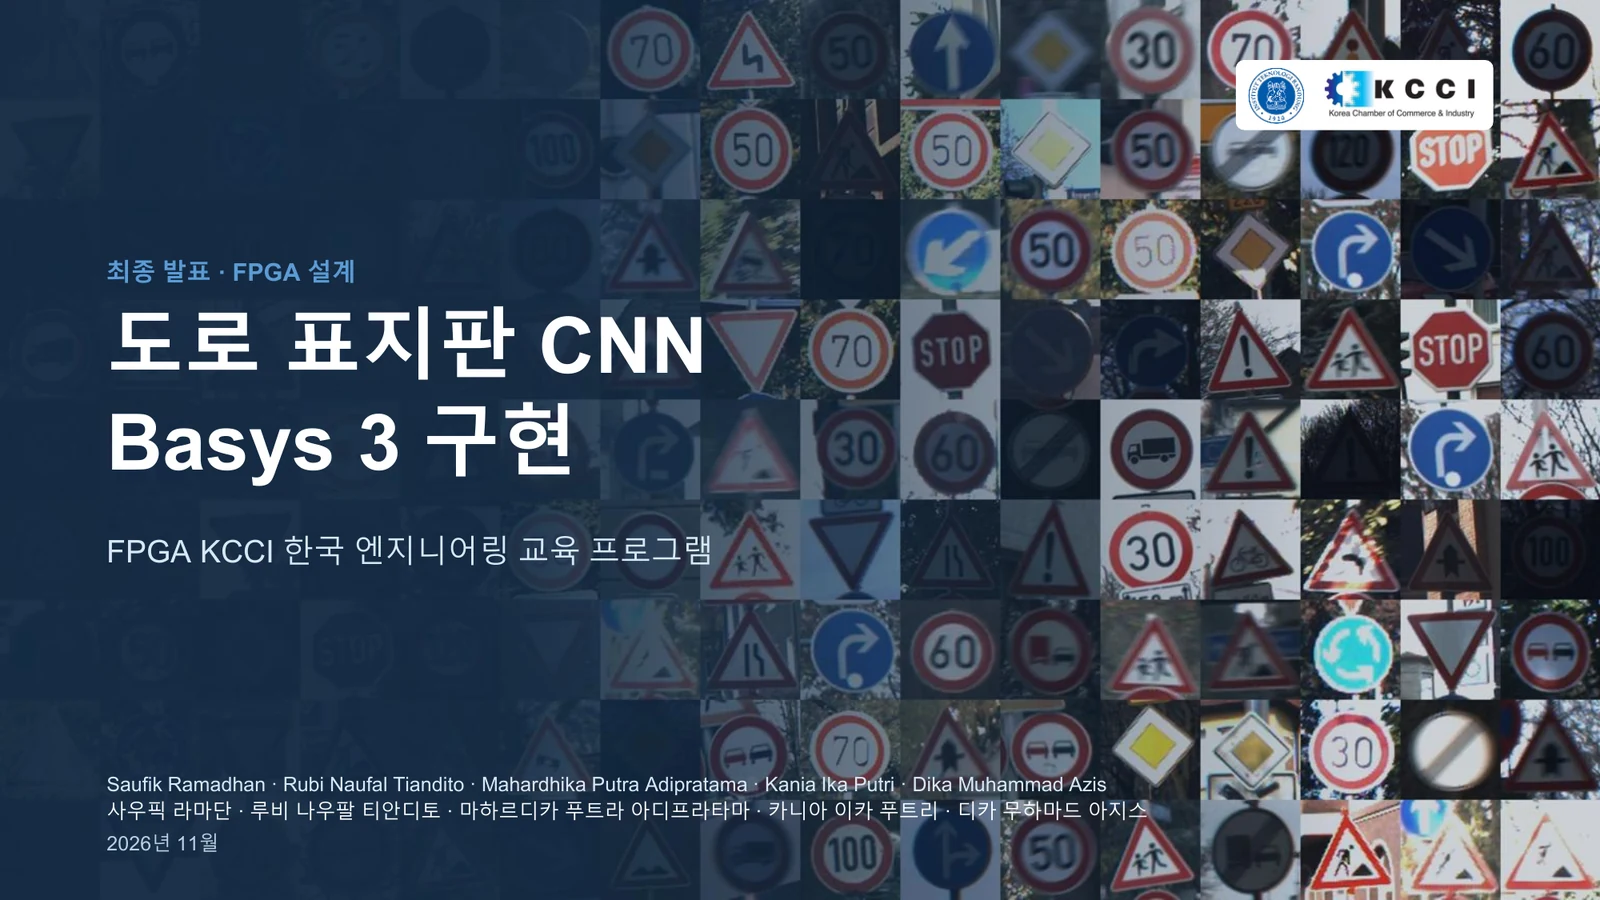 70 50 30 70 60
INSTITUT TEKNOLOGI BANDUNG 1920
KCCI
Korea Chamber of Commerce & Industry
100 50 50 50 120 STOP
50 50
최종 발표 · FPGA 설계
도로 표지판 CNN
70 STOP STOP 60
Basys 3 구현
30 60
FPGA KCCI 한국 엔지니어링 교육 프로그램
30 100
STOP 60
70 30
Saufik Ramadhan · Rubi Naufal Tiandito · Mahardhika Putra Adipratama · Kania Ika Putri · Dika Muhammad Azis
사우픽 라마단 · 루비 나우팔 티안디토 · 마하르디카 푸트라 아디프라타마 · 카니아 이카 푸트리 · 디카 무하마드 아지스
2026년 11월
100 50